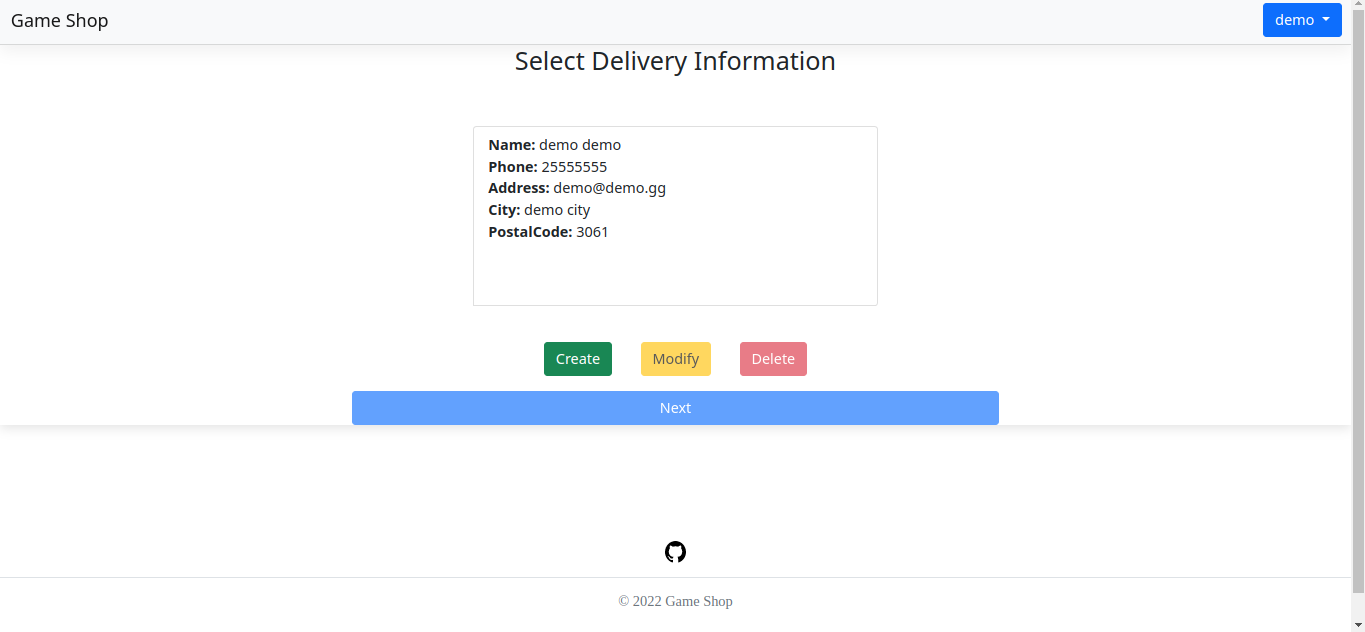 Game Shop
demo
Select Delivery Information
Name: demo demo
Phone: 25555555
Address: demo@demo.gg
City: demo city
PostalCode: 3061
Create
Modify
Delete
Next
© 2022 Game Shop